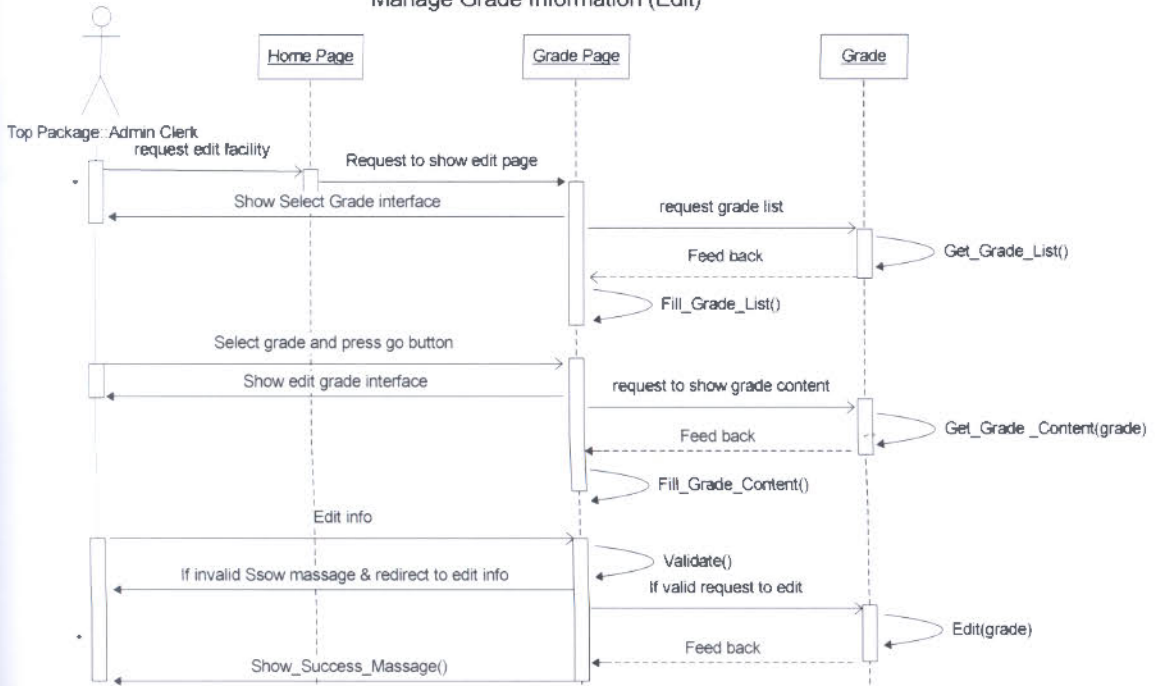 Manage Grade Information (Edit)
Home Page
Grade Page
Grade
Top Package::Admin Clerk
request edit facility
Request to show edit page
Show Select Grade interface
request grade list
Get_Grade_List()
Feed back
Fill_Grade_List()
Select grade and press go button
Show edit grade interface
request to show grade content
Get_Grade _Content(grade)
Feed back
Fill_Grade_Content()
Edit info
Validate()
If invalid Ssow massage & redirect to edit info
If valid request to edit
Edit(grade)
Feed back
Show_Success_Massage()